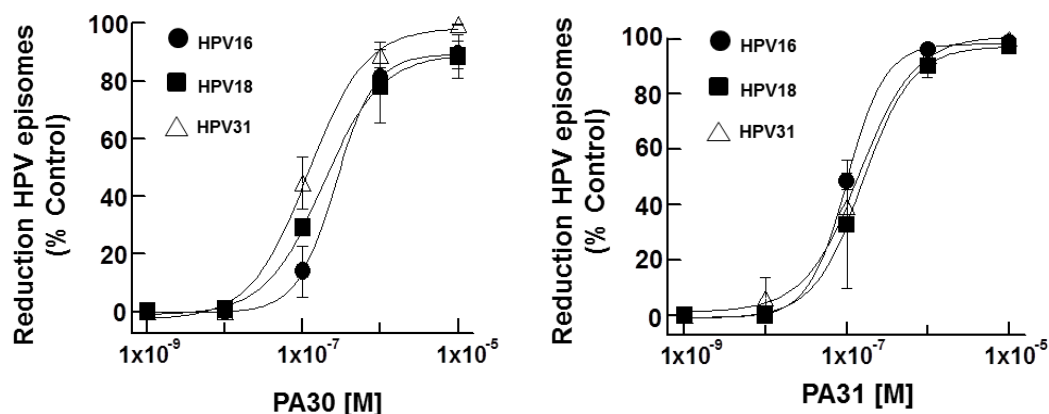 Reduction HPV episomes
(% Control)
100
80
60
40
20
0
HPV16
HPV18
HPV31
1x10⁻⁹
1x10⁻⁷
1x10⁻⁵
PA30 [M]
Reduction HPV episomes
(% Control)
100
80
60
40
20
0
HPV16
HPV18
HPV31
1x10⁻⁹
1x10⁻⁷
1x10⁻⁵
PA31 [M]